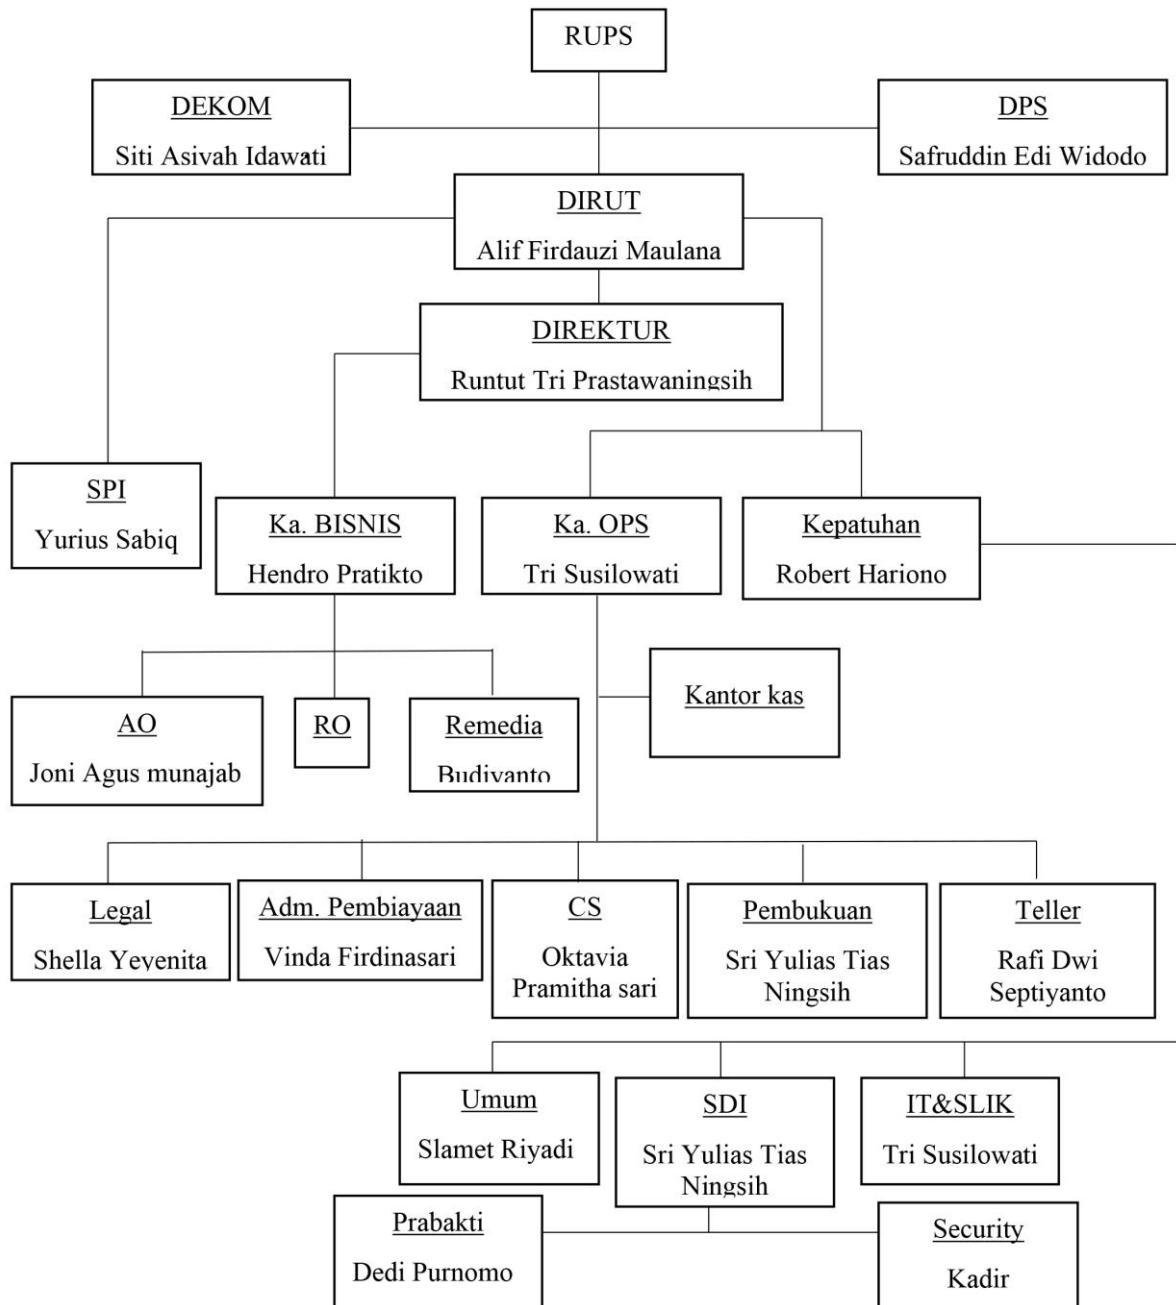 RUPS
DEKOM
Siti Asivah Idawati
DPS
Safruddin Edi Widodo
DIRUT
Alif Firdauzi Maulana
DIREKTUR
Runtut Tri Prastawaningsih
SPI
Yurius Sabiq
Ka. BISNIS
Hendro Pratikto
Ka. OPS
Tri Susilowati
Kepatuhan
Robert Hariono
Kantor kas
AO
Joni Agus munajab
RO
Remedia
Budiyanto
Legal
Shella Yevenita
Adm. Pembiayaan
Vinda Firdinasari
CS
Oktavia
Pramitha sari
Pembukuan
Sri Yulias Tias
Ningsih
Teller
Rafi Dwi
Septiyanto
Umum
Slamet Riyadi
SDI
Sri Yulias Tias
Ningsih
IT&SLIK
Tri Susilowati
Prabakti
Dedi Purnomo
Security
Kadir